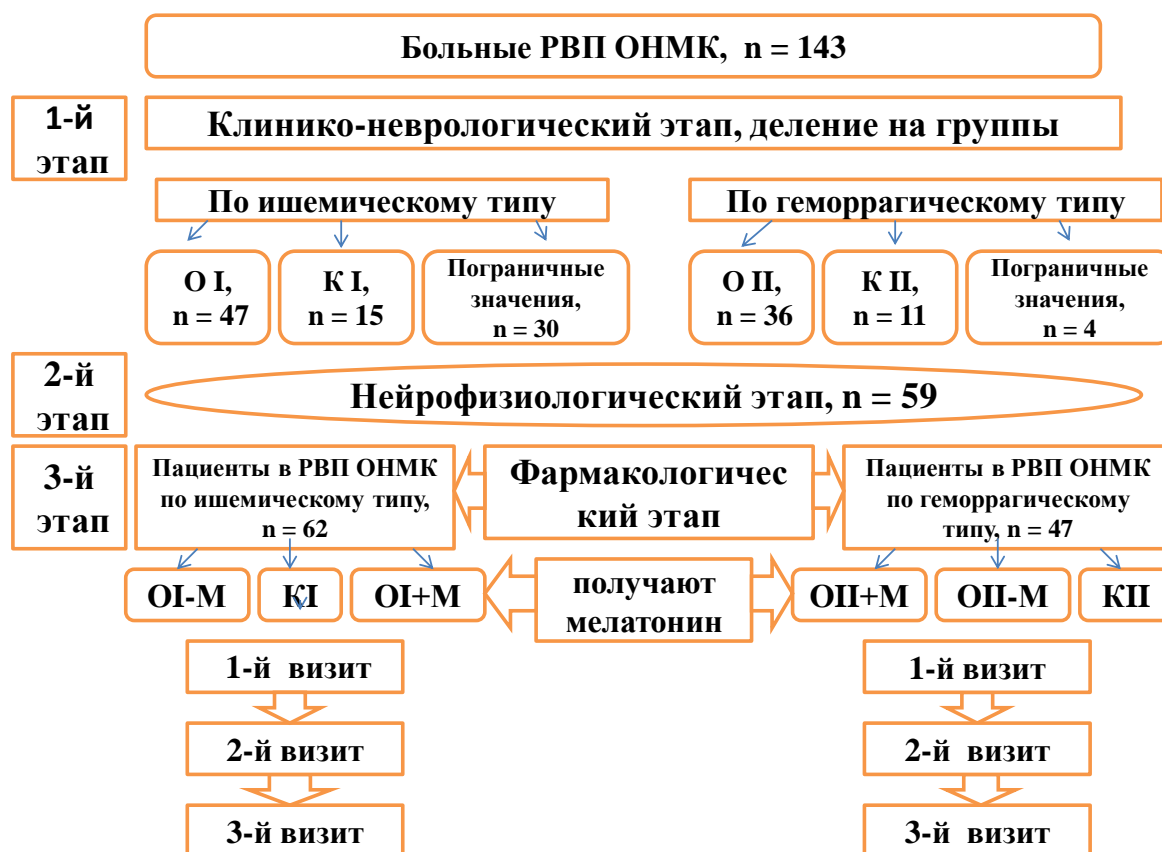 Больные РВП ОНМК, n = 143
1-й
этап
Клинико-неврологический этап, деление на группы
По ишемическому типу
По геморрагическому типу
О I,
n = 47
К I,
n = 15
Пограничные
значения,
n = 30
О II,
n = 36
К II,
n = 11
Пограничные
значения,
n = 4
2-й
этап
Нейрофизиологический этап, n = 59
3-й
этап
Пациенты в РВП ОНМК
по ишемическому типу,
n = 62
Фармакологичес
кий этап
Пациенты в РВП ОНМК
по геморрагическому
типу, n = 47
ОI-М
КI
ОI+М
получают
мелатонин
ОII+М
ОII-М
КII
1-й визит
1-й визит
2-й визит
2-й визит
3-й визит
3-й визит